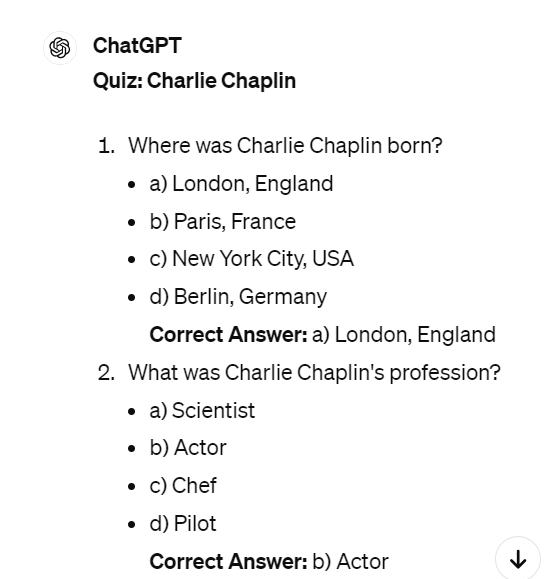 ChatGPT
Quiz: Charlie Chaplin
1. Where was Charlie Chaplin born?
• a) London, England
• b) Paris, France
• c) New York City, USA
• d) Berlin, Germany
Correct Answer: a) London, England
2. What was Charlie Chaplin's profession?
• a) Scientist
• b) Actor
• c) Chef
• d) Pilot
Correct Answer: b) Actor